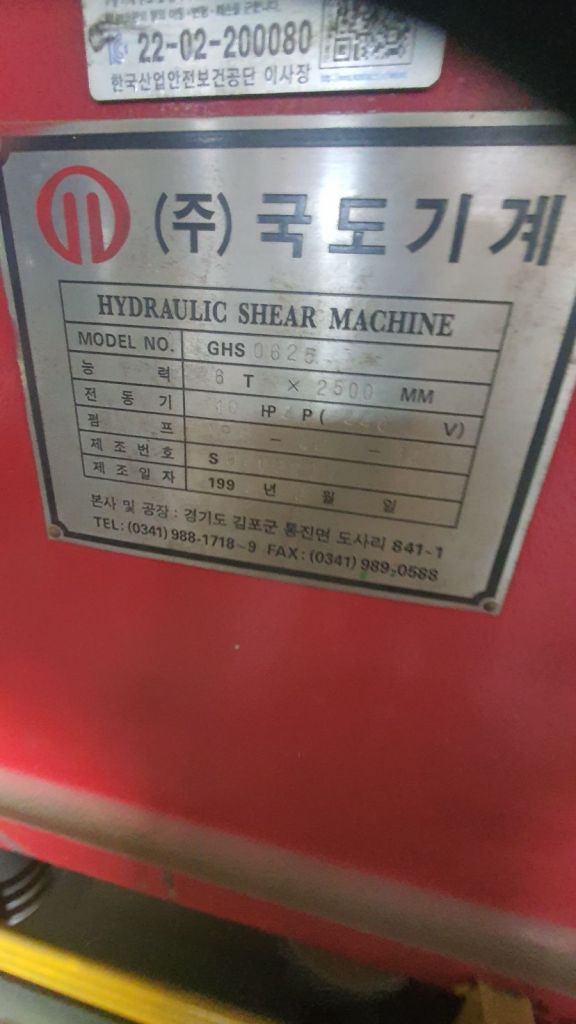 22-02-200080
한국산업안전보건공단 이사장
(주) 국도기계
HYDRAULIC SHEAR MACHINE
MODEL NO. GHS 0625
능 력 6 T × 2500 MM
전 동 기 10 HP P( V)
펌 프 - -
제 조 번 호 S
제 조 일 자 199 년 월 일
본사 및 공장 : 경기도 김포군 통진면 도사리 841-1
TEL: (0341) 988-1718~9 FAX: (0341) 989-0588